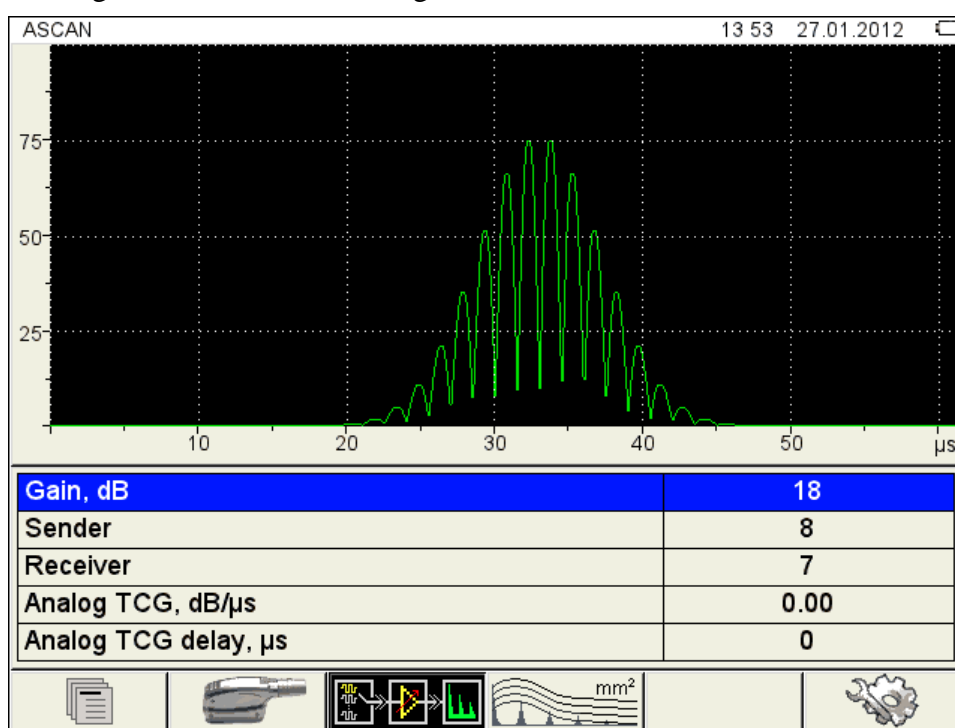 ASCAN 13 53 27.01.2012
75
50
25
10 20 30 40 50 µs
Gain, dB 18
Sender 8
Receiver 7
Analog TCG, dB/µs 0.00
Analog TCG delay, µs 0
mm²